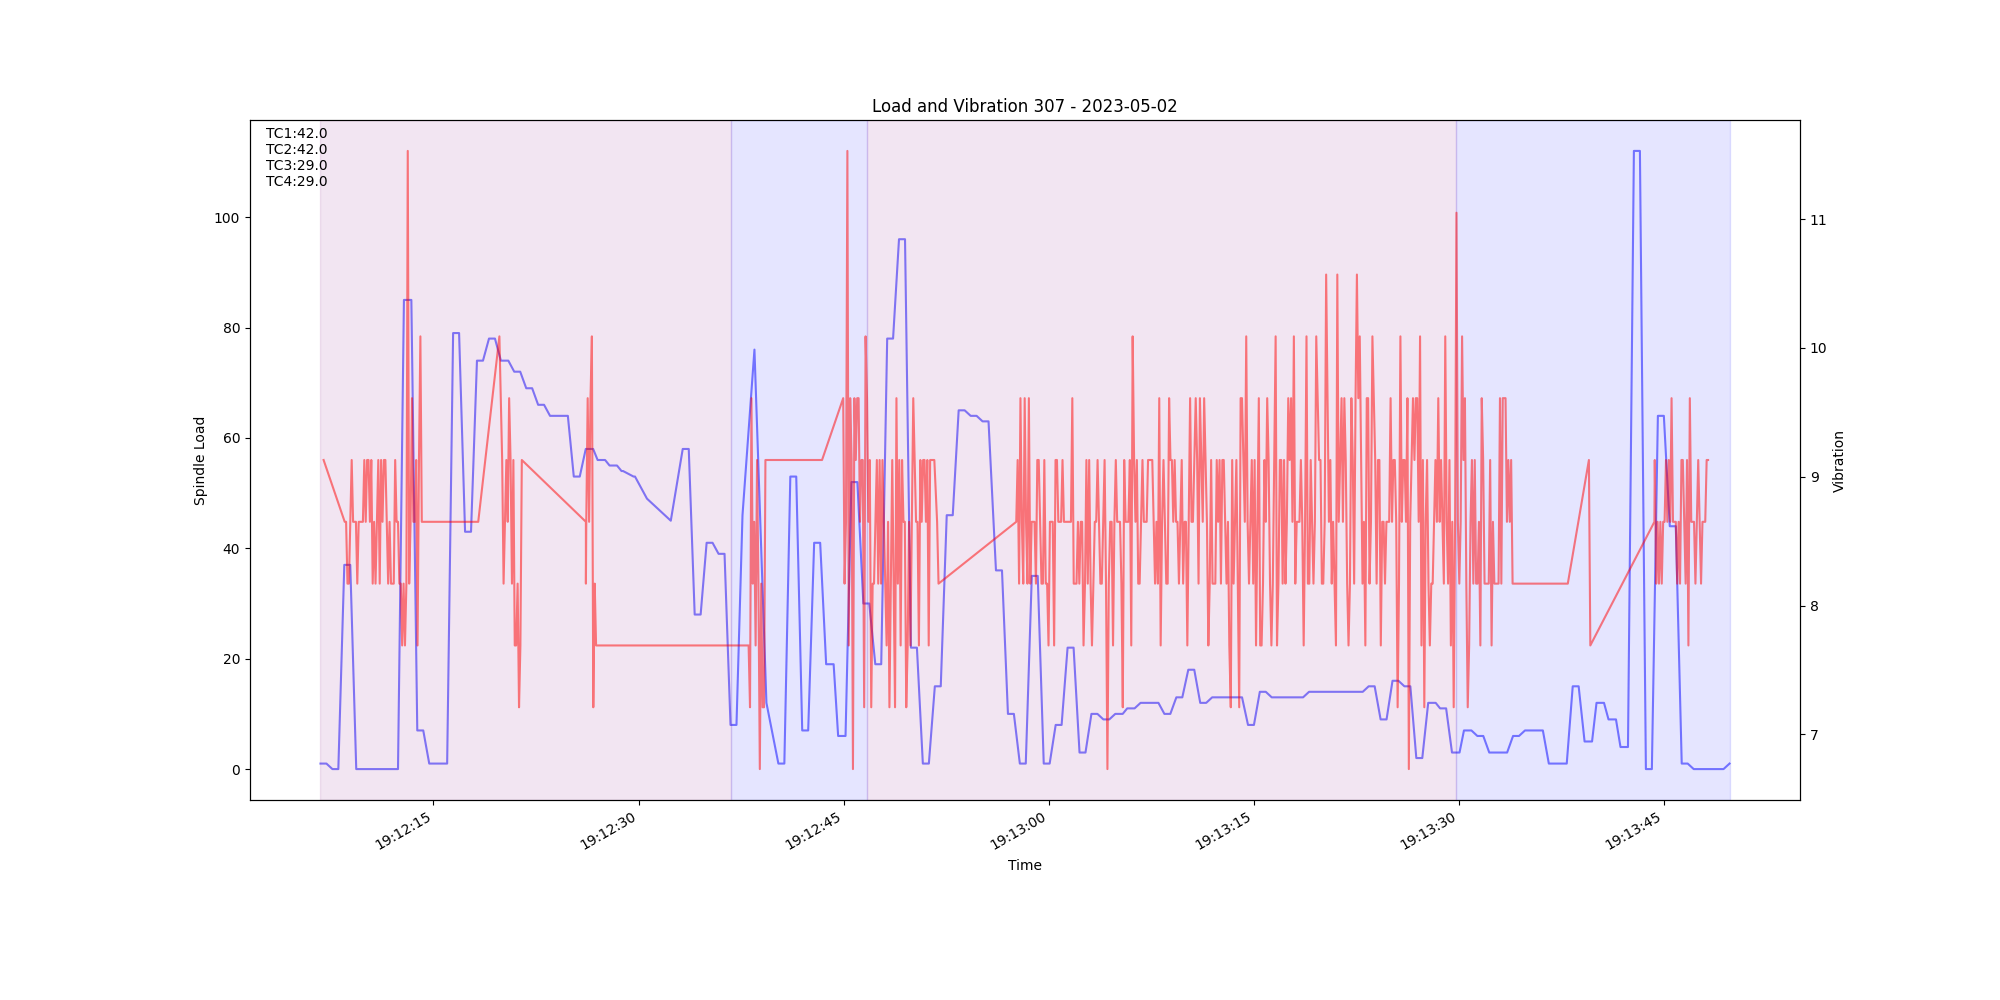 Load and Vibration 307 - 2023-05-02
TC1:42.0
TC2:42.0
TC3:29.0
TC4:29.0
100
80
60
40
20
0
Spindle Load
11
10
9
8
7
Vibration
19:12:15
19:12:30
19:12:45
19:13:00
19:13:15
19:13:30
19:13:45
Time